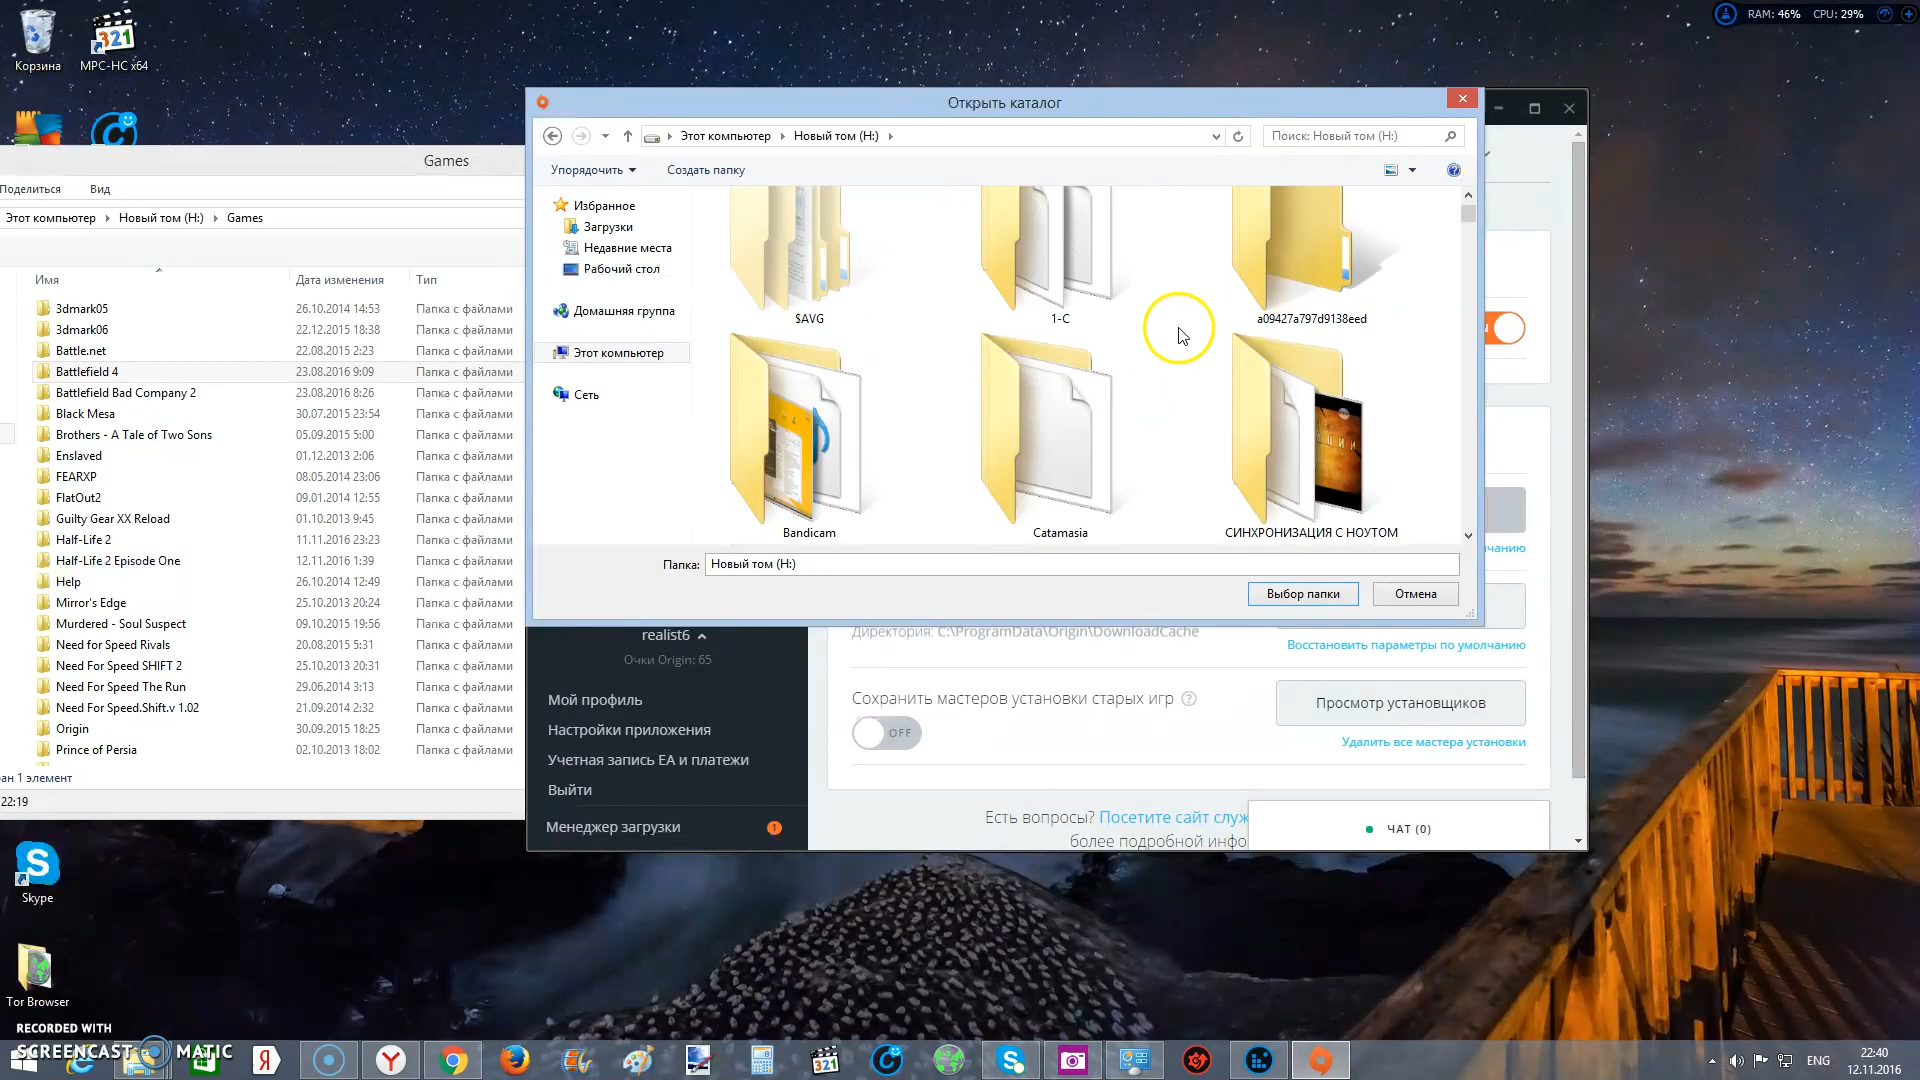 Корзина
MPC-HC x64
RAM: 46%
CPU: 29%
Games
Поделиться
Вид
Этот компьютер
Новый том (H:)
Games
Имя
Дата изменения
Тип
3dmark05 26.10.2014 14:53 Папка с файлами
3dmark06 22.12.2015 18:38 Папка с файлами
Battle.net 22.08.2015 2:23 Папка с файлами
Battlefield 4 23.08.2016 9:09 Папка с файлами
Battlefield Bad Company 2 23.08.2016 8:26 Папка с файлами
Black Mesa 30.07.2015 23:54 Папка с файлами
Brothers - A Tale of Two Sons 05.09.2015 5:00 Папка с файлами
Enslaved 01.12.2013 2:06 Папка с файлами
FEARXP 08.05.2014 23:06 Папка с файлами
FlatOut2 09.01.2014 12:55 Папка с файлами
Guilty Gear XX Reload 01.10.2013 9:45 Папка с файлами
Half-Life 2 11.11.2016 23:23 Папка с файлами
Half-Life 2 Episode One 12.11.2016 1:39 Папка с файлами
Help 26.10.2014 12:49 Папка с файлами
Mirror's Edge 25.10.2013 20:24 Папка с файлами
Murdered - Soul Suspect 09.10.2015 19:56 Папка с файлами
Need for Speed Rivals 20.08.2015 5:31 Папка с файлами
Need For Speed SHIFT 2 25.10.2013 20:31 Папка с файлами
Need For Speed The Run 29.06.2014 3:13 Папка с файлами
Need For Speed.Shift.v 1.02 21.09.2014 2:32 Папка с файлами
Origin 30.09.2015 18:25 Папка с файлами
Prince of Persia 02.10.2013 18:02 Папка с файлами
ан 1 элемент
22:19
Открыть каталог
Этот компьютер
Новый том (H:)
Поиск: Новый том (H:)
Упорядочить
Создать папку
Избранное
Загрузки
Недавние места
Рабочий стол
Домашняя группа
Этот компьютер
Сеть
$AVG
1-C
a09427a797d9138eed
Bandicam
Catamasia
СИНХРОНИЗАЦИЯ С НОУТОМ
Папка: Новый том (H:)
Выбор папки
Отмена
чанию
realist6
Очки Origin: 65
Мой профиль
Настройки приложения
Учетная запись EA и платежи
Выйти
Менеджер загрузки
1
Директория: C:\ProgramData\Origin\DownloadCache
Восстановить параметры по умолчанию
Сохранить мастеров установки старых игр
OFF
Просмотр установщиков
Удалить все мастера установки
Есть вопросы? Посетите сайт служ
более подробной инфо
ЧАТ (0)
Skype
Tor Browser
RECORDED WITH
SCREENCAST MATIC
321
ENG
22:40
12.11.2016